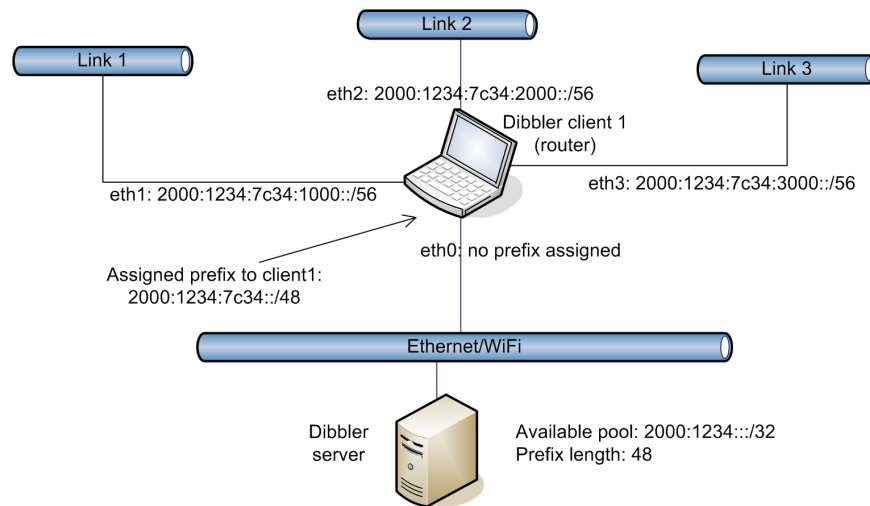 Link 1
Link 2
Link 3
eth2: 2000:1234:7c34:2000::/56
Dibbler client 1
(router)
eth1: 2000:1234:7c34:1000::/56
eth3: 2000:1234:7c34:3000::/56
eth0: no prefix assigned
Assigned prefix to client1:
2000:1234:7c34::/48
Ethernet/WiFi
Dibbler
server
Available pool: 2000:1234:::/32
Prefix length: 48